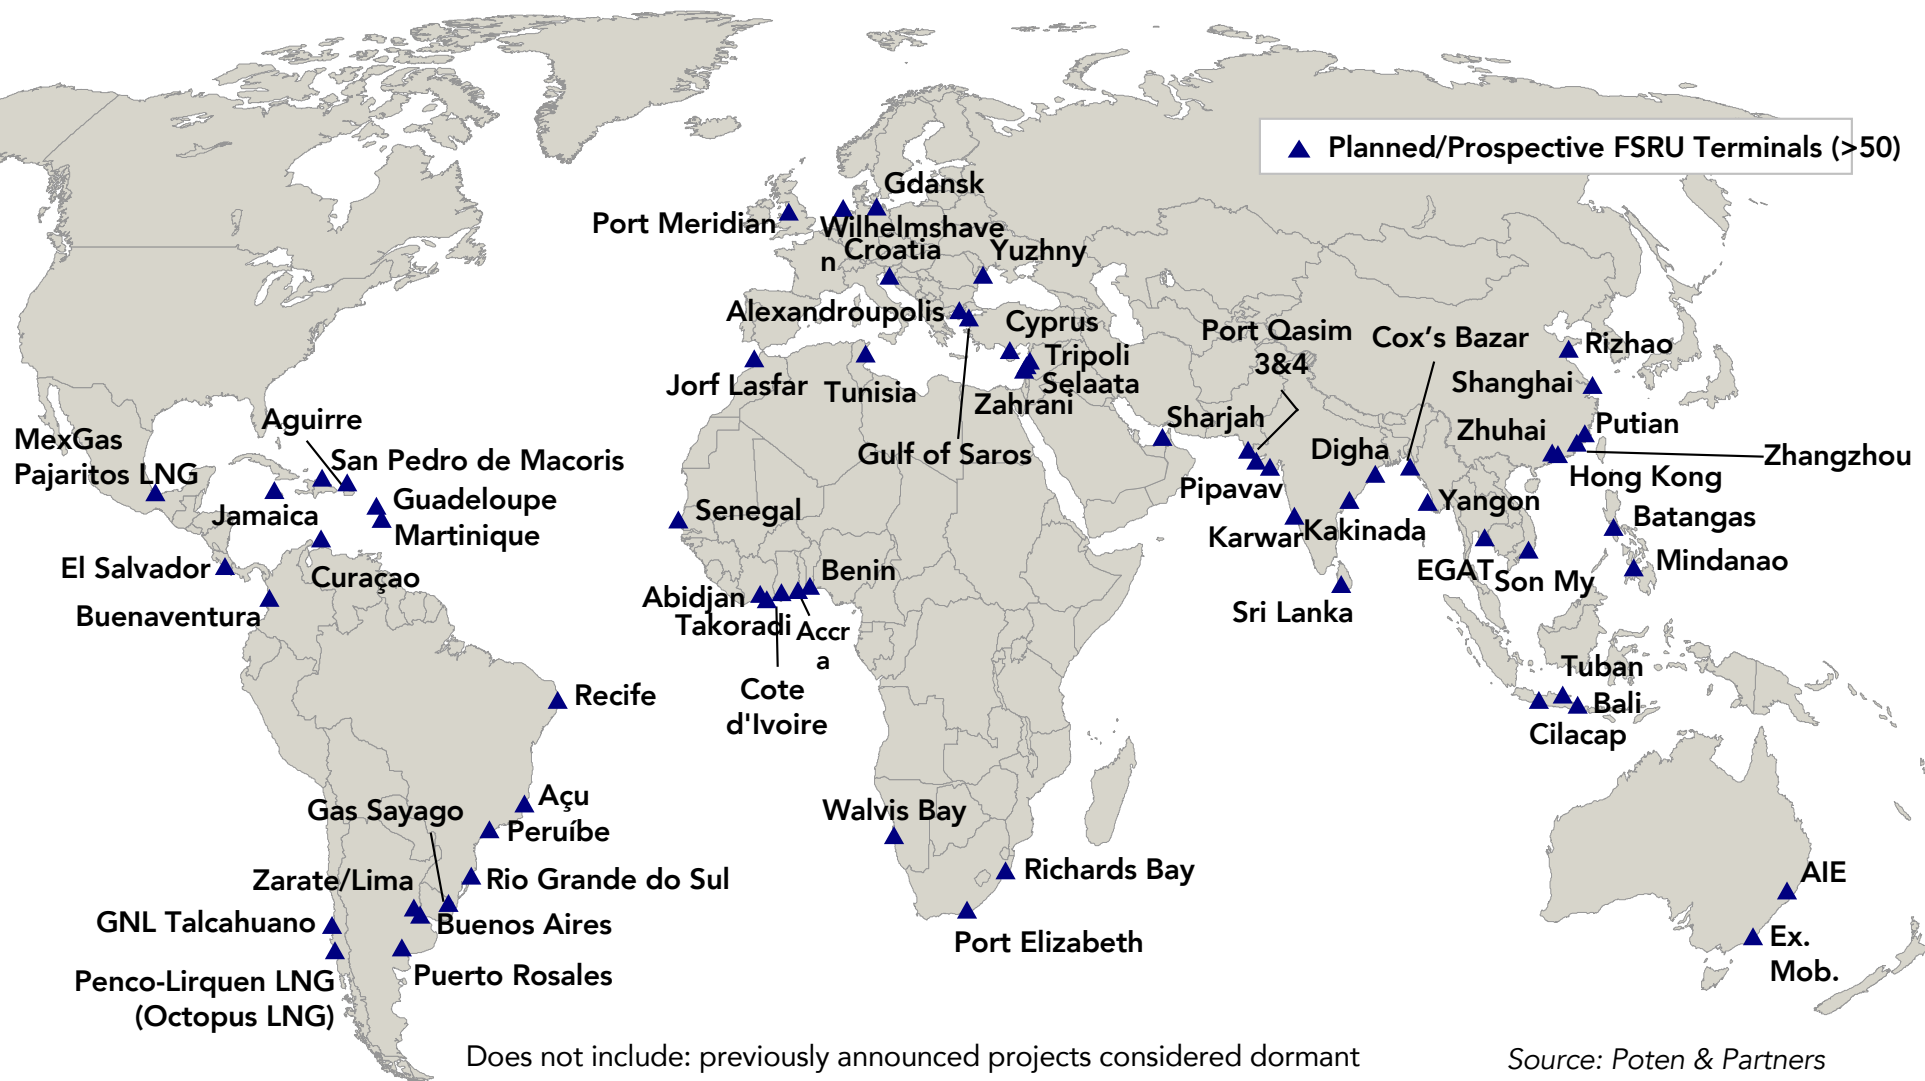 Planned/Prospective FSRU Terminals (>50)
Gdansk
Port Meridian
Wilhelmshave
n
Croatia
Yuzhny
Alexandroupolis
Cyprus
Port Qasim
3&4
Cox's Bazar
Rizhao
Tripoli
Jorf Lasfar
Tunisia
Selaata
Shanghai
Zahrani
Aguirre
Sharjah
MexGas
Pajaritos LNG
San Pedro de Macoris
Gulf of Saros
Digha
Zhuhai
Putian
Zhangzhou
Guadeloupe
Pipavav
Hong Kong
Jamaica
Senegal
Yangon
Martinique
Karwar
Kakinada
Batangas
El Salvador
Curaçao
Benin
EGAT
Son My
Mindanao
Buenaventura
Abidjan
Takoradi
Accr
a
Sri Lanka
Recife
Cote
d'Ivoire
Tuban
Bali
Cilacap
Açu
Gas Sayago
Peruíbe
Walvis Bay
Zarate/Lima
Rio Grande do Sul
Richards Bay
AIE
GNL Talcahuano
Buenos Aires
Port Elizabeth
Ex.
Mob.
Penco-Lirquen LNG
(Octopus LNG)
Puerto Rosales
Does not include: previously announced projects considered dormant
Source: Poten & Partners